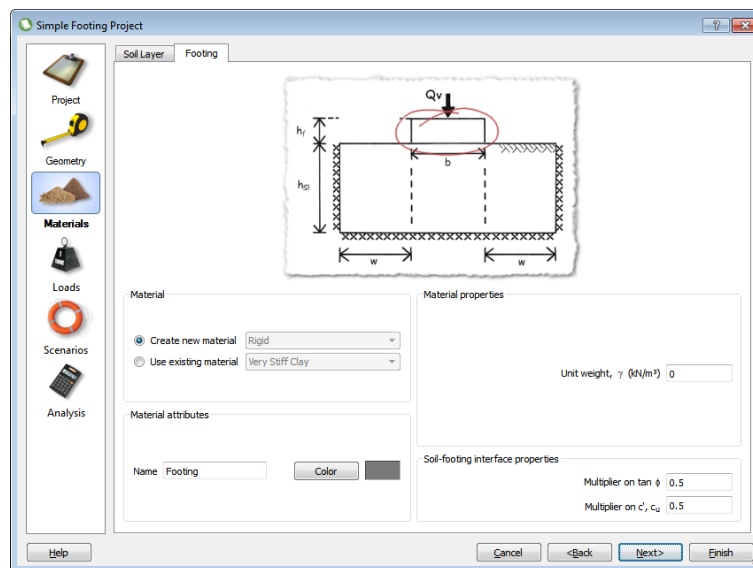 Simple Footing Project
Soil Layer
Footing
Project
Geometry
Materials
Loads
Scenarios
Analysis
Qv
hf
b
hSl
w
w
Material
Create new material
Rigid
Use existing material
Very Stiff Clay
Material attributes
Name
Footing
Color
Material properties
Unit weight, γ (kN/m³)
0
Soil-footing interface properties
Multiplier on tan ϕ
0.5
Multiplier on c', cu
0.5
Help
Cancel
<Back
Next>
Finish